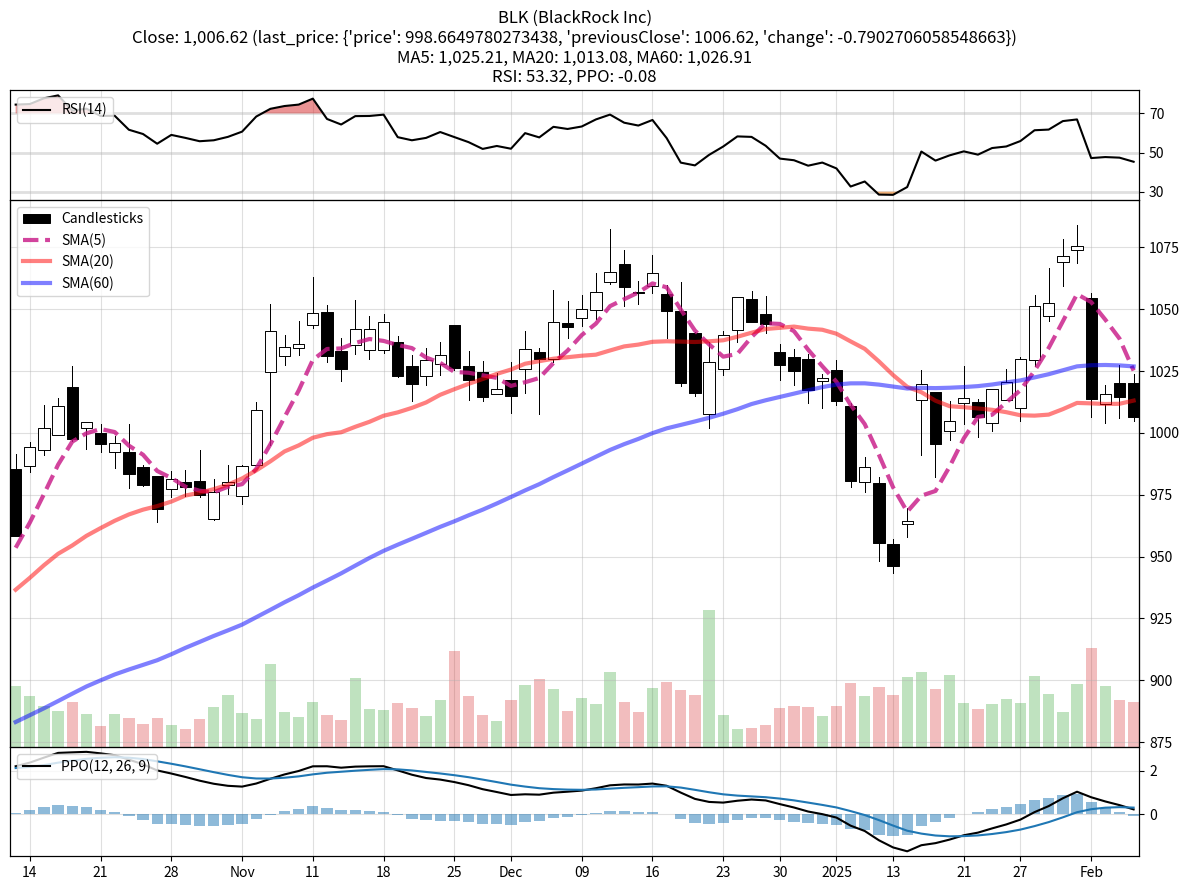 BLK (BlackRock Inc)
Close: 1,006.62 (last_price: {'price': 998.6649780273438, 'previousClose': 1006.62, 'change': -0.7902706058548663})
MA5: 1,025.21, MA20: 1,013.08, MA60: 1,026.91
RSI: 53.32, PPO: -0.08
RSI(14)
70
50
30
Candlesticks
SMA(5)
SMA(20)
SMA(60)
1075
1050
1025
1000
975
950
925
900
875
PPO(12, 26, 9)
2
0
14 21 28 Nov 11 18 25 Dec 09 16 23 30 2025 13 21 27 Feb